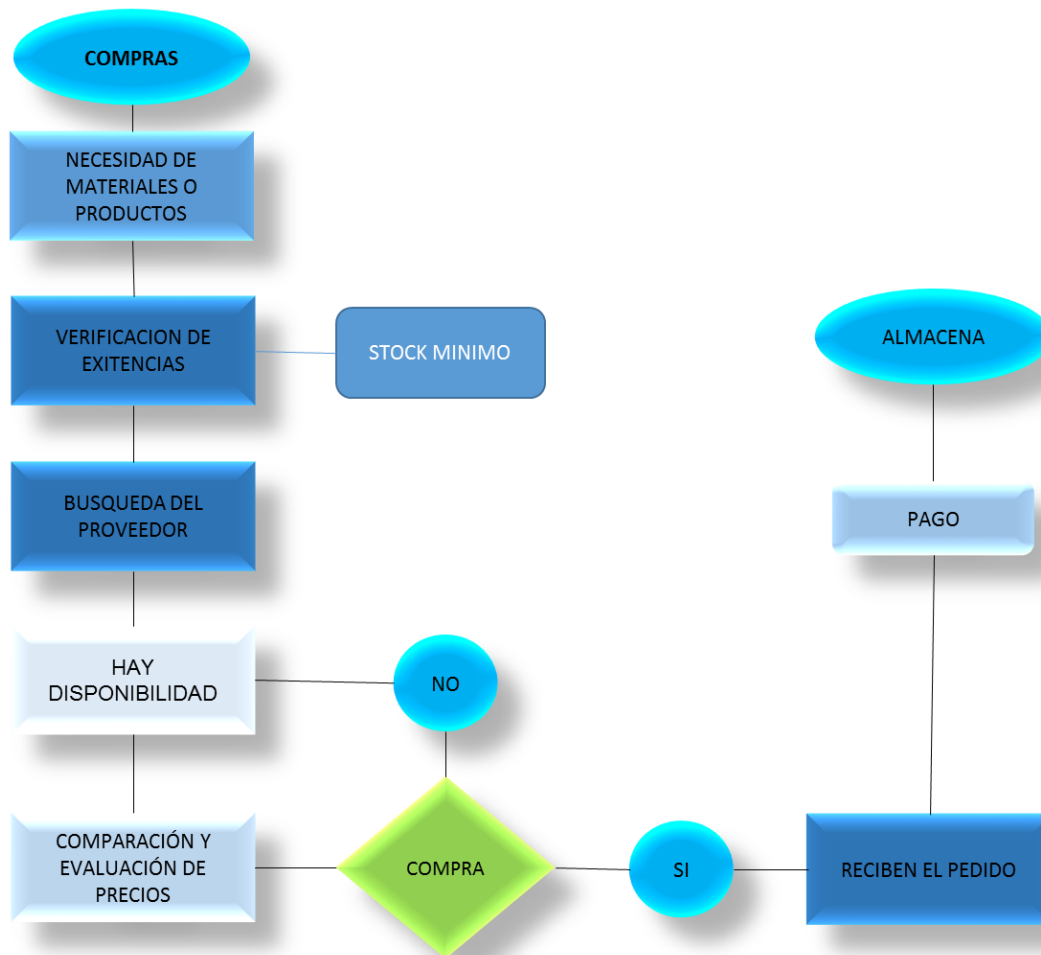 COMPRAS
NECESIDAD DE
MATERIALES O
PRODUCTOS
VERIFICACION DE
EXITENCIAS
STOCK MINIMO
BUSQUEDA DEL
PROVEEDOR
HAY
DISPONIBILIDAD
NO
COMPARACIÓN Y
EVALUACIÓN DE
PRECIOS
COMPRA
SI
RECIBEN EL PEDIDO
PAGO
ALMACENA